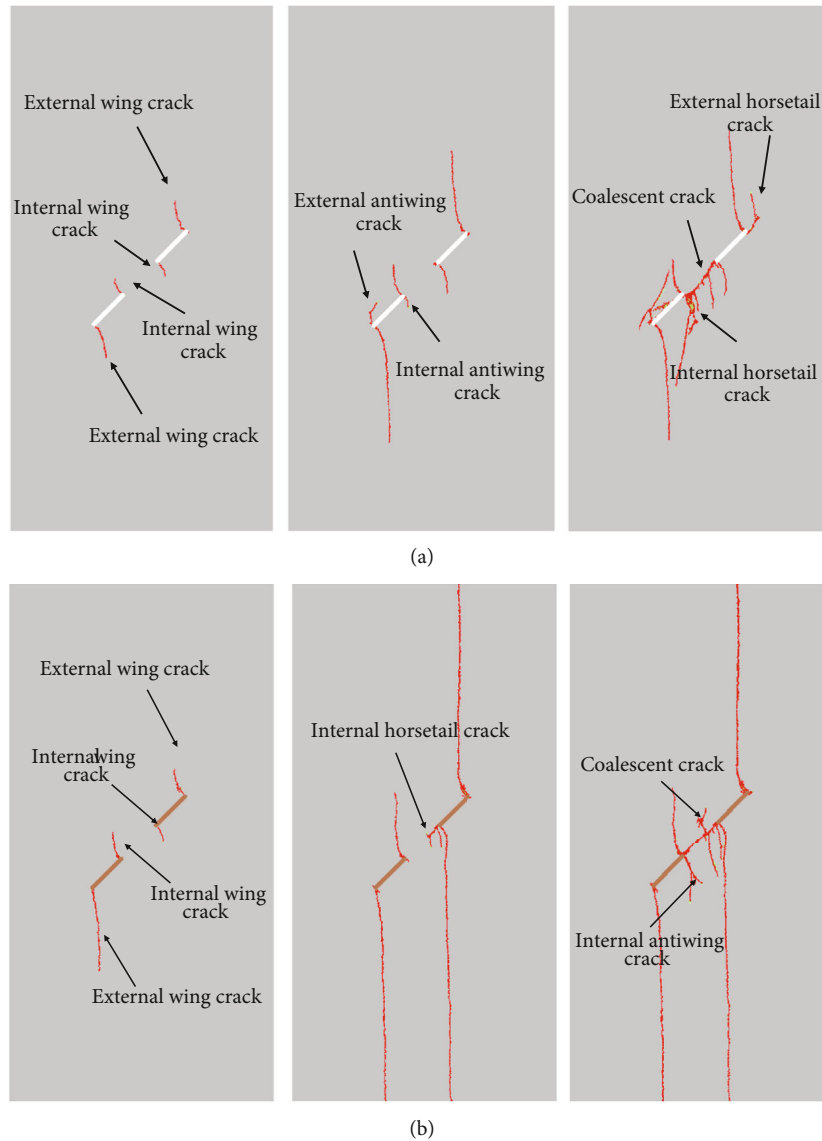 External wing crack
Internal wing
crack
Internal wing
crack
External wing crack
External antiwing
crack
Internal antiwing
crack
External horsetail
crack
Coalescent crack
Internal horsetail
crack
(a)
External wing crack
Internalwing
crack
Internal wing
crack
External wing crack
Internal horsetail crack
Coalescent crack
Internal antiwing
crack
(b)